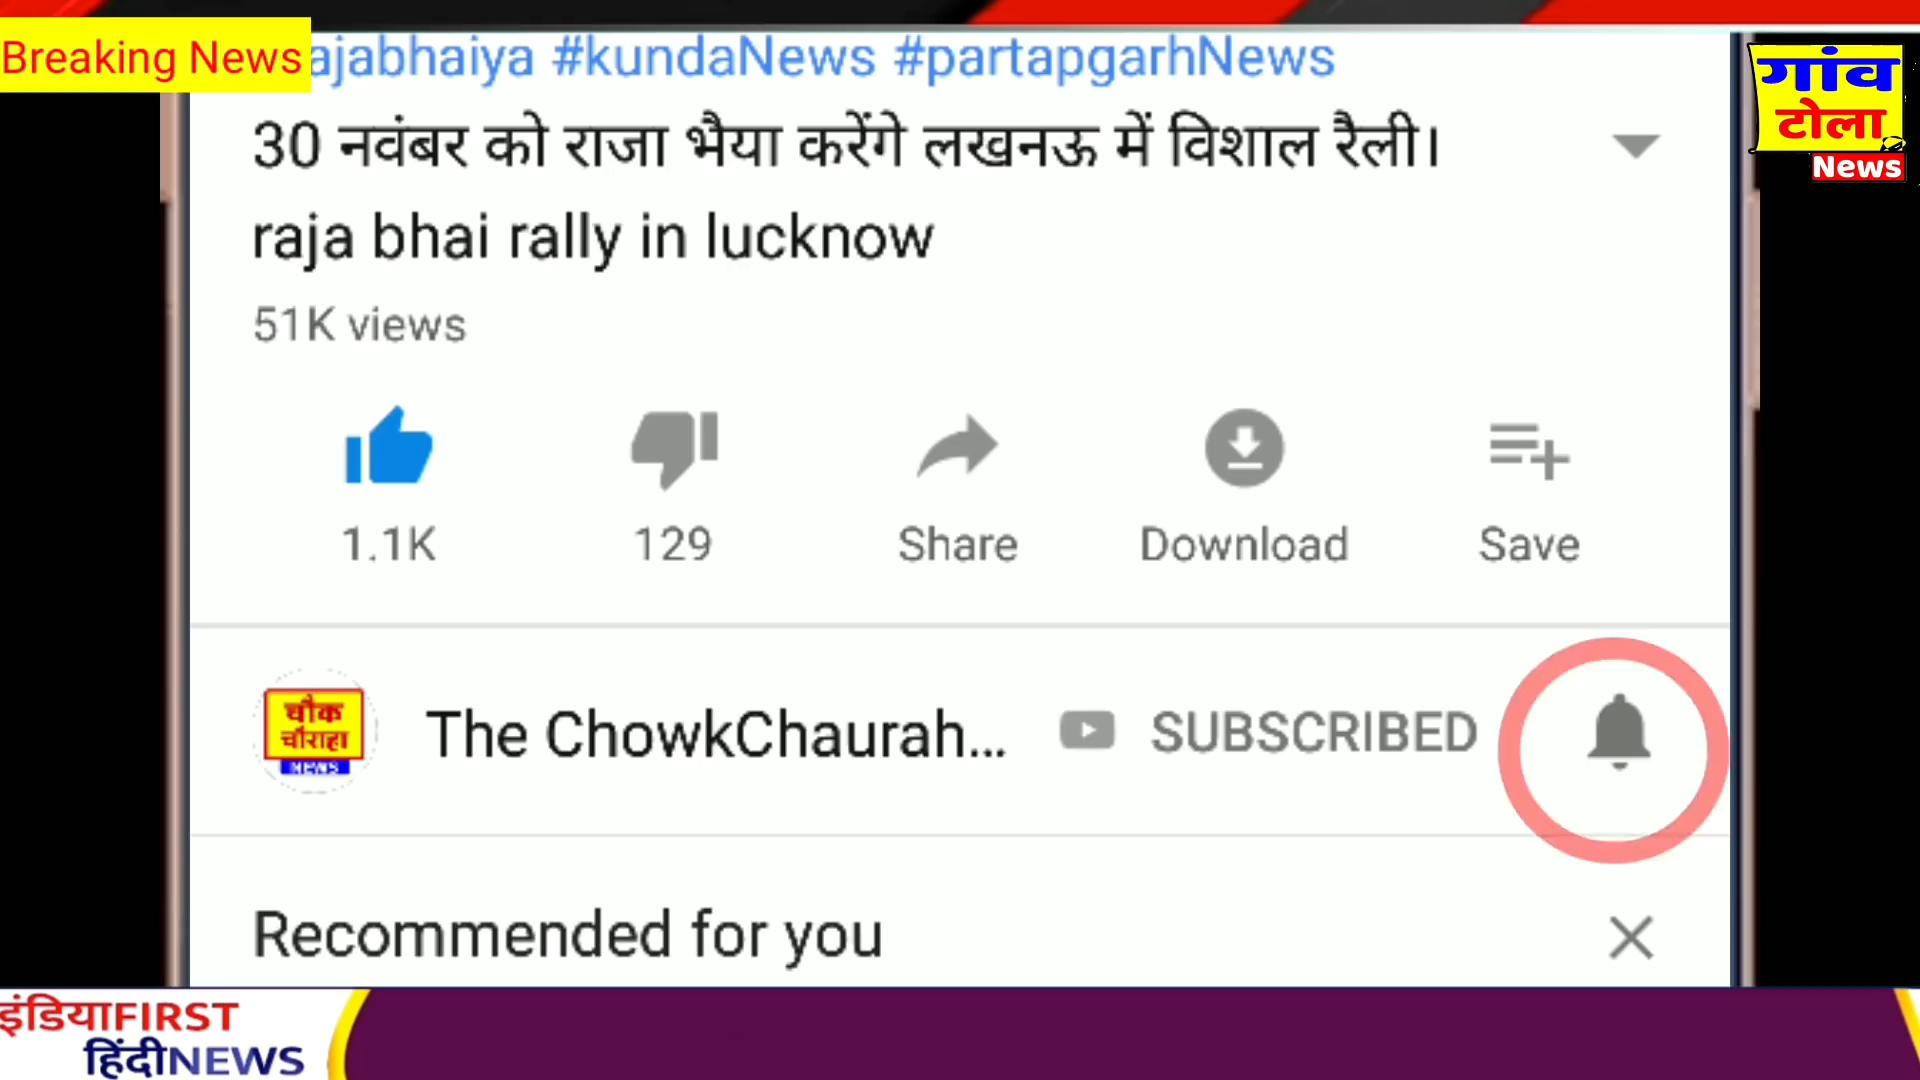 Breaking News
ajabhaiya #kundaNews #partapgarhNews
गांव
टोला
News
30 नवंबर को राजा भैया करेंगे लखनऊ में विशाल रैली।
raja bhai rally in lucknow
51K views
1.1K 129 Share Download Save
चौक
चौराहा
NEWS
The ChowkChaurah... SUBSCRIBED
Recommended for you
इंडियाFIRST
हिंदीNEWS